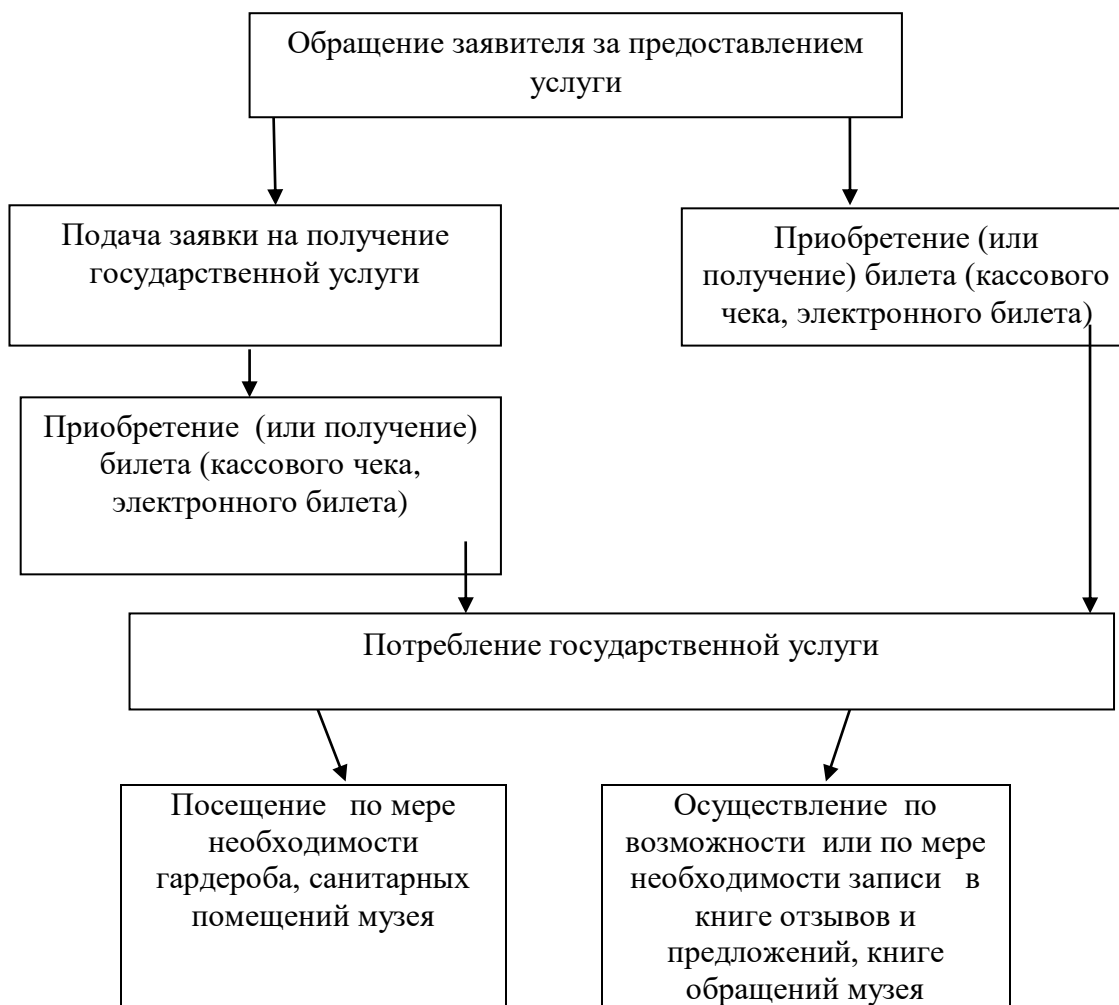 Обращение заявителя за предоставлением
услуги
Подача заявки на получение
государственной услуги
Приобретение (или
получение) билета (кассового
чека, электронного билета)
Приобретение (или получение)
билета (кассового чека,
электронного билета)
Потребление государственной услуги
Посещение по мере
необходимости
гардероба, санитарных
помещений музея
Осуществление по
возможности или по мере
необходимости записи в
книге отзывов и
предложений, книге
обращений музея